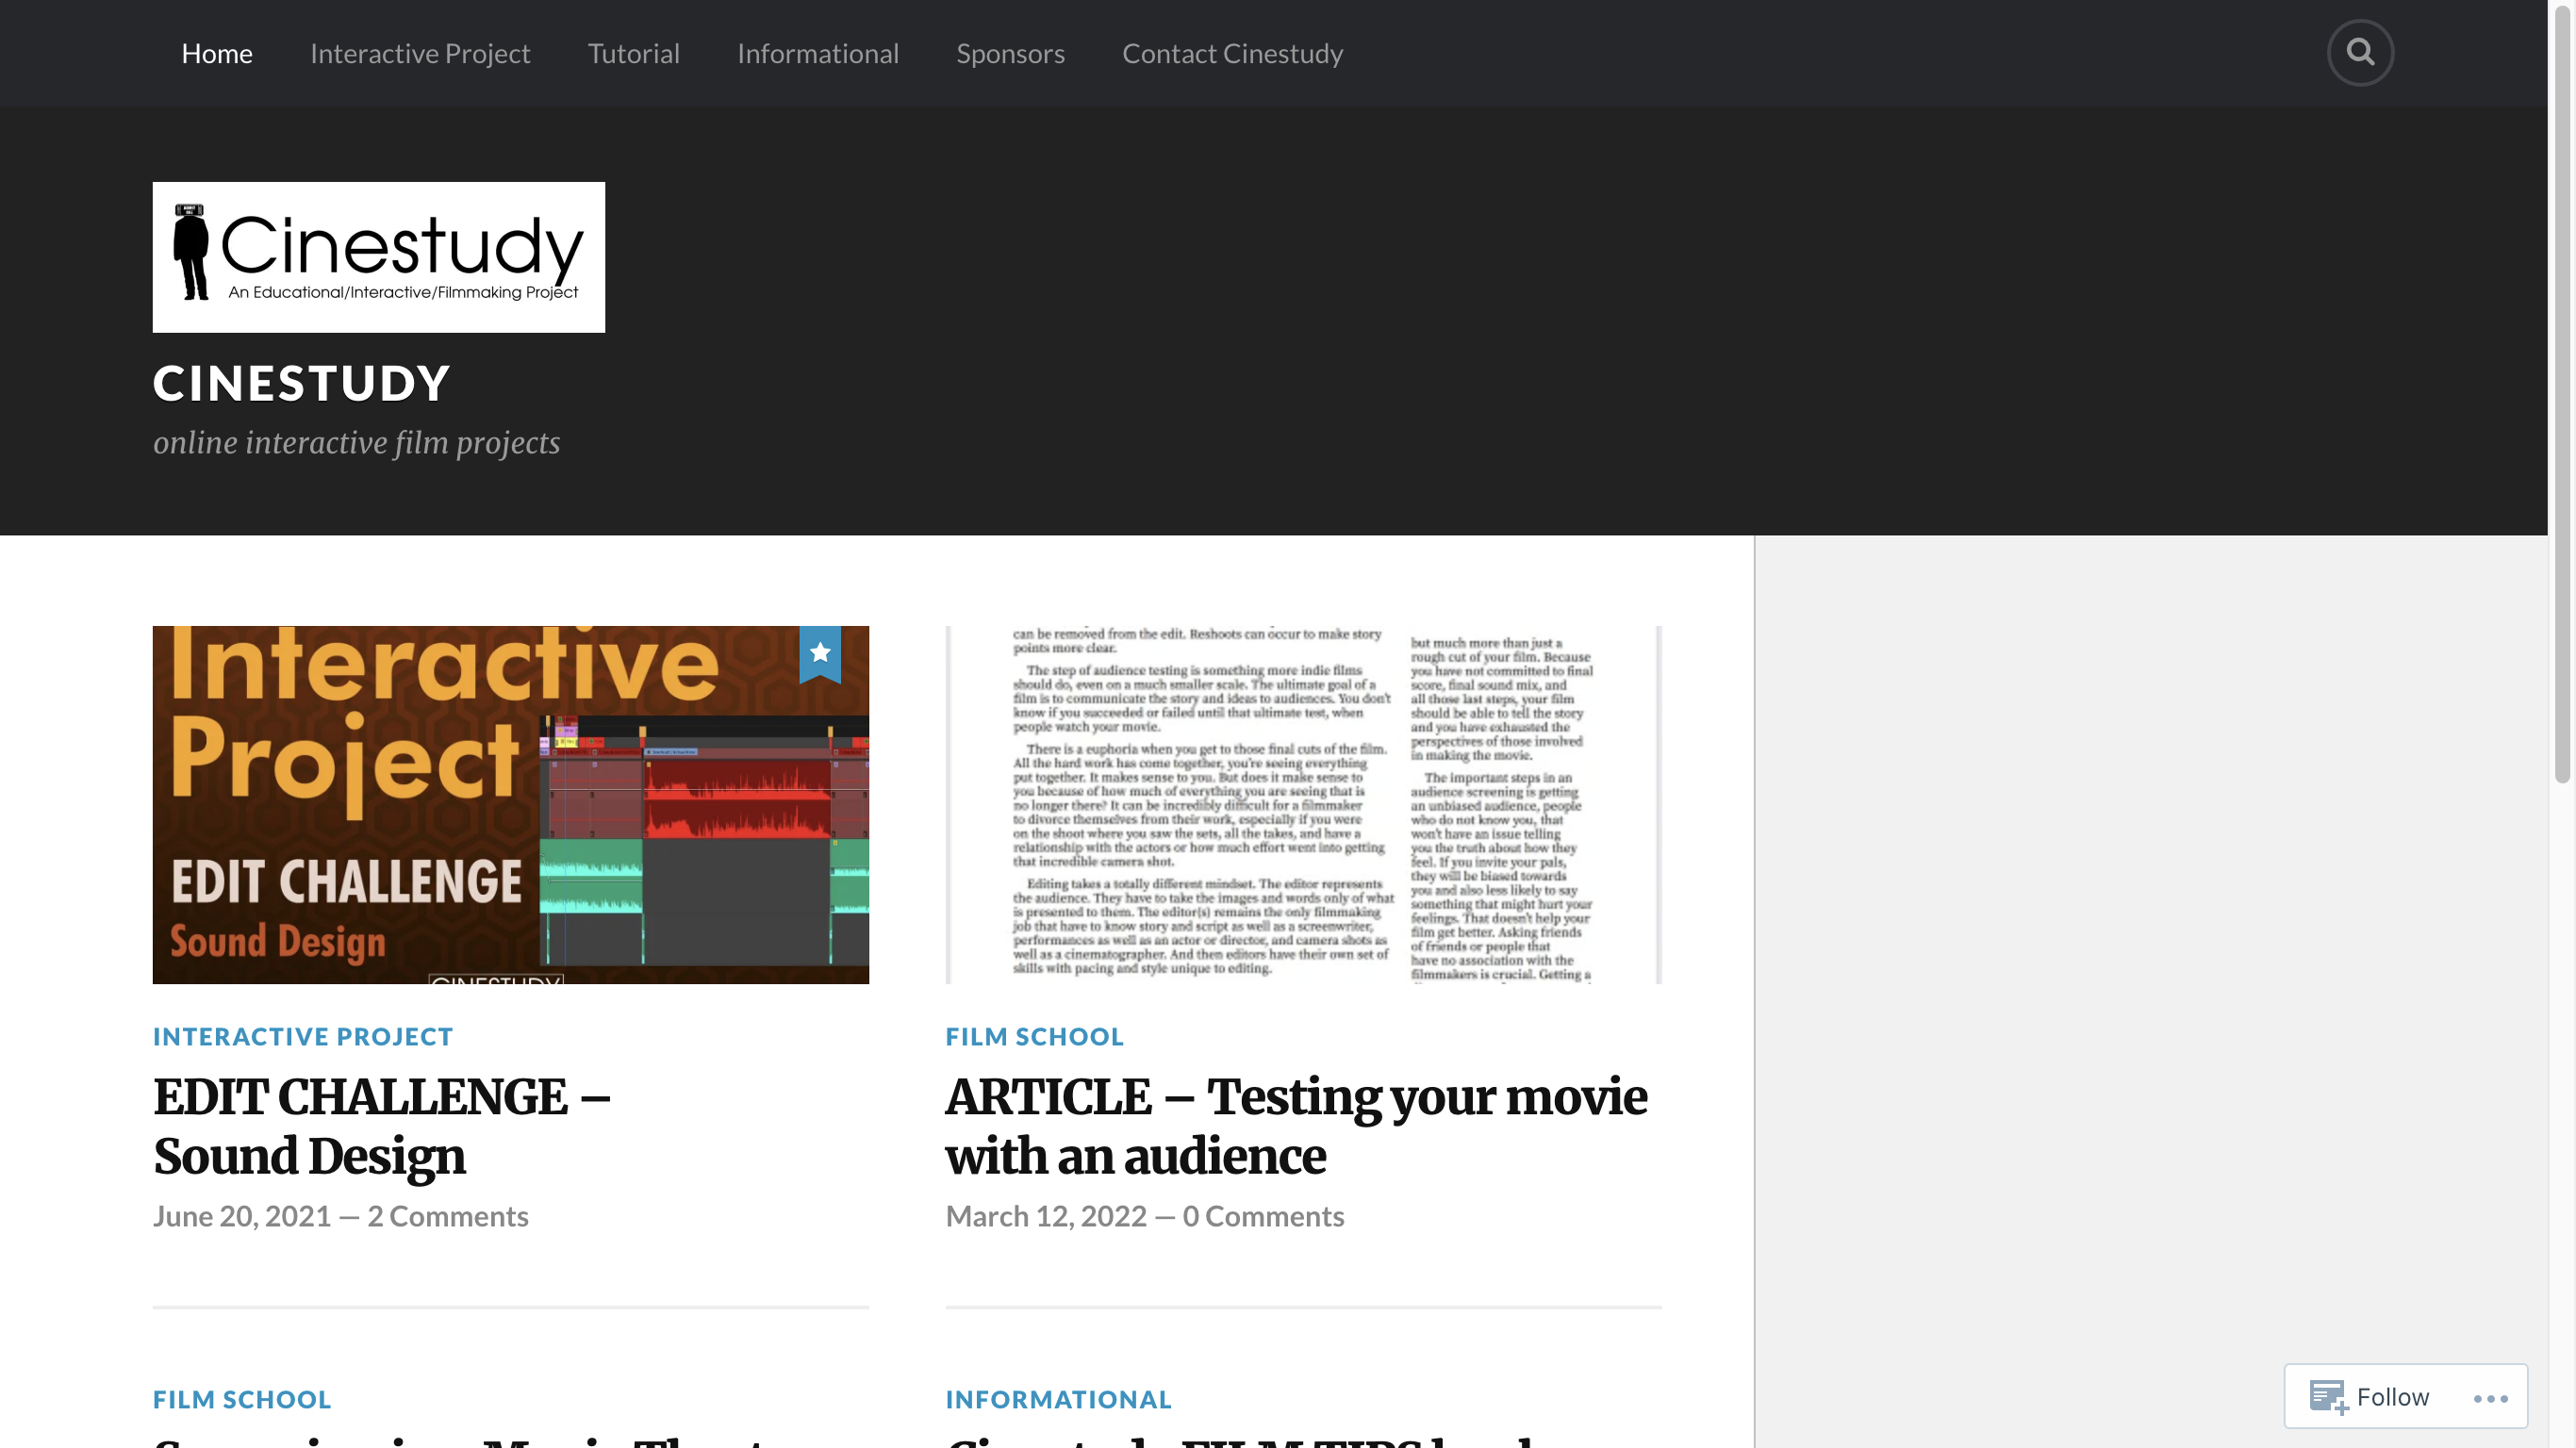 Home Interactive Project Tutorial Informational Sponsors Contact Cinestudy
Cinestudy
An Educational/Interactive/Filmmaking Project
CINESTUDY
online interactive film projects
Interactive
Project
EDIT CHALLENGE
Sound Design
CINESTUDY
can be removed from the edit. Reshoots can occur to make story
points more clear.
The step of audience testing is something more indie films
should do, even on a much smaller scale. The ultimate goal of a
film is to communicate the story and ideas to audiences. You don't
know if you succeeded or failed until that ultimate test, when
people watch your movie.
There is a euphoria when you get to those final cuts of the film.
All the hard work has come together, you're seeing everything
put together. It makes sense to you. But does it make sense to
you because of how much of everything you are seeing that is
no longer there? It can be incredibly difficult for a filmmaker
to divorce themselves from their work, especially if you were
on the shoot where you saw the sets, all the takes, and have a
relationship with the actors or how much effort went into getting
that incredible camera shot.
Editing takes a totally different mindset. The editor represents
the audience. They have to take the images and words only of what
is presented to them. The editor(s) remains the only filmmaking
job that have to know story and script as well as a screenwriter,
performances as well as an actor or director, and camera shots as
well as a cinematographer. And then editors have their own set of
skills with pacing and style unique to editing.
but much more than just a
rough cut of your film. Because
you have not committed to final
score, final sound mix, and
all those last steps, your film
should be able to tell the story
and you have exhausted the
perspectives of those involved
in making the movie.
The important steps in an
audience screening is getting
an unbiased audience, people
who do not know you, that
won't have an issue telling
you the truth about how they
feel. If you invite your pals,
they will be biased towards
you and also less likely to say
something that might hurt your
feelings. That doesn't help your
film get better. Asking friends
of friends or people that
have no association with the
filmmakers is crucial. Getting a
INTERACTIVE PROJECT
EDIT CHALLENGE –
Sound Design
June 20, 2021 — 2 Comments
FILM SCHOOL
ARTICLE – Testing your movie
with an audience
March 12, 2022 — 0 Comments
FILM SCHOOL
INFORMATIONAL
Follow